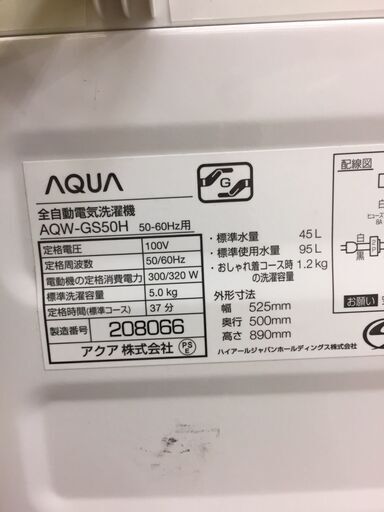 AQUA
G
全自動電気洗濯機
AQW-GS50H 50-60Hz用
定格電圧 100V
定格周波数 50/60Hz
電動機の定格消費電力 300/320 W
標準洗濯容量 5.0 kg
定格時間(標準コース) 37 分
製造番号 208066
アクア 株式会社 PSE
・標準水量 45 L
・標準使用水量 95 L
・おしゃれ着コース時 1.2 kg
の洗濯容量
外形寸法
幅 525mm
奥行 500mm
高さ 890mm
ハイアールジャパンホールディングス株式会社
配線図
白
白
黒
お願い